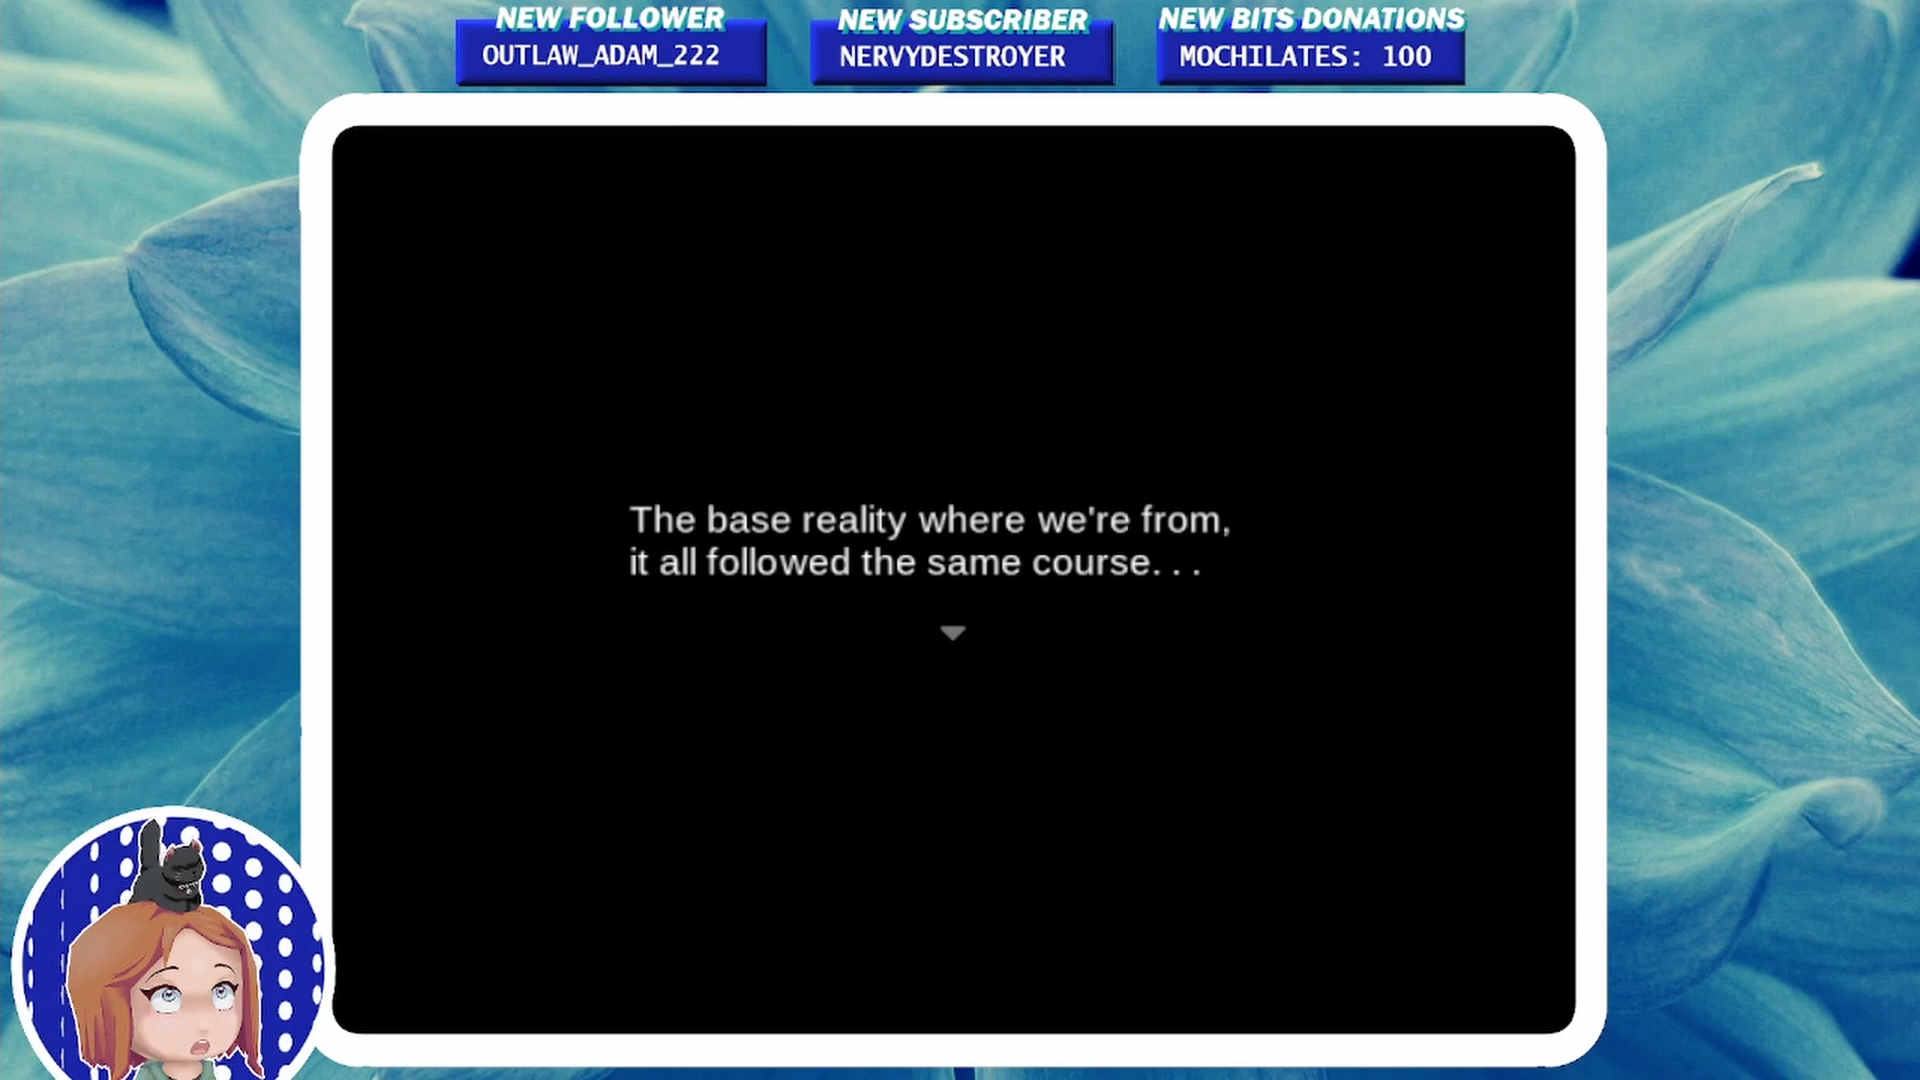 NEW FOLLOWER
OUTLAW_ADAM_222
NEW SUBSCRIBER
NERVYDESTROYER
NEW BITS DONATIONS
MOCHILATES: 100
The base reality where we're from,
it all followed the same course. . .